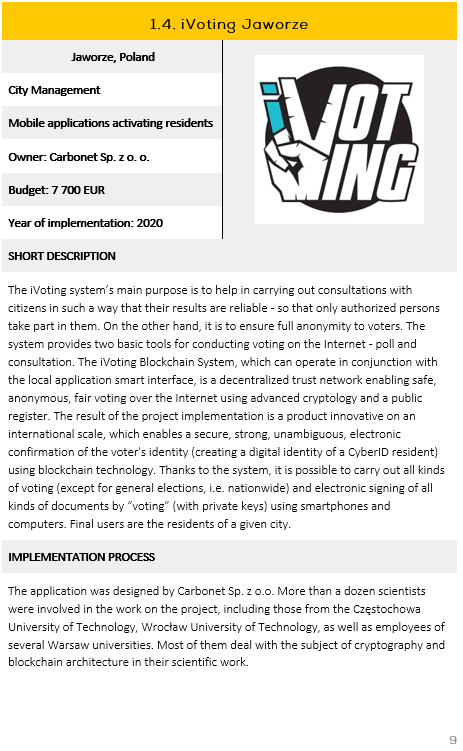 1.4. iVoting Jaworze
Jaworze, Poland
City Management
Mobile applications activating residents
Owner: Carbonet Sp. z o. o.
Budget: 7 700 EUR
Year of implementation: 2020
iVOT
ING
SHORT DESCRIPTION
The iVoting system’s main purpose is to help in carrying out consultations with
citizens in such a way that their results are reliable - so that only authorized persons
take part in them. On the other hand, it is to ensure full anonymity to voters. The
system provides two basic tools for conducting voting on the Internet - poll and
consultation. The iVoting Blockchain System, which can operate in conjunction with
the local application smart interface, is a decentralized trust network enabling safe,
anonymous, fair voting over the Internet using advanced cryptology and a public
register. The result of the project implementation is a product innovative on an
international scale, which enables a secure, strong, unambiguous, electronic
confirmation of the voter's identity (creating a digital identity of a CyberID resident)
using blockchain technology. Thanks to the system, it is possible to carry out all kinds
of voting (except for general elections, i.e. nationwide) and electronic signing of all
kinds of documents by “voting” (with private keys) using smartphones and
computers. Final users are the residents of a given city.
IMPLEMENTATION PROCESS
The application was designed by Carbonet Sp. z o.o. More than a dozen scientists
were involved in the work on the project, including those from the Częstochowa
University of Technology, Wrocław University of Technology, as well as employees of
several Warsaw universities. Most of them deal with the subject of cryptography and
blockchain architecture in their scientific work.
9